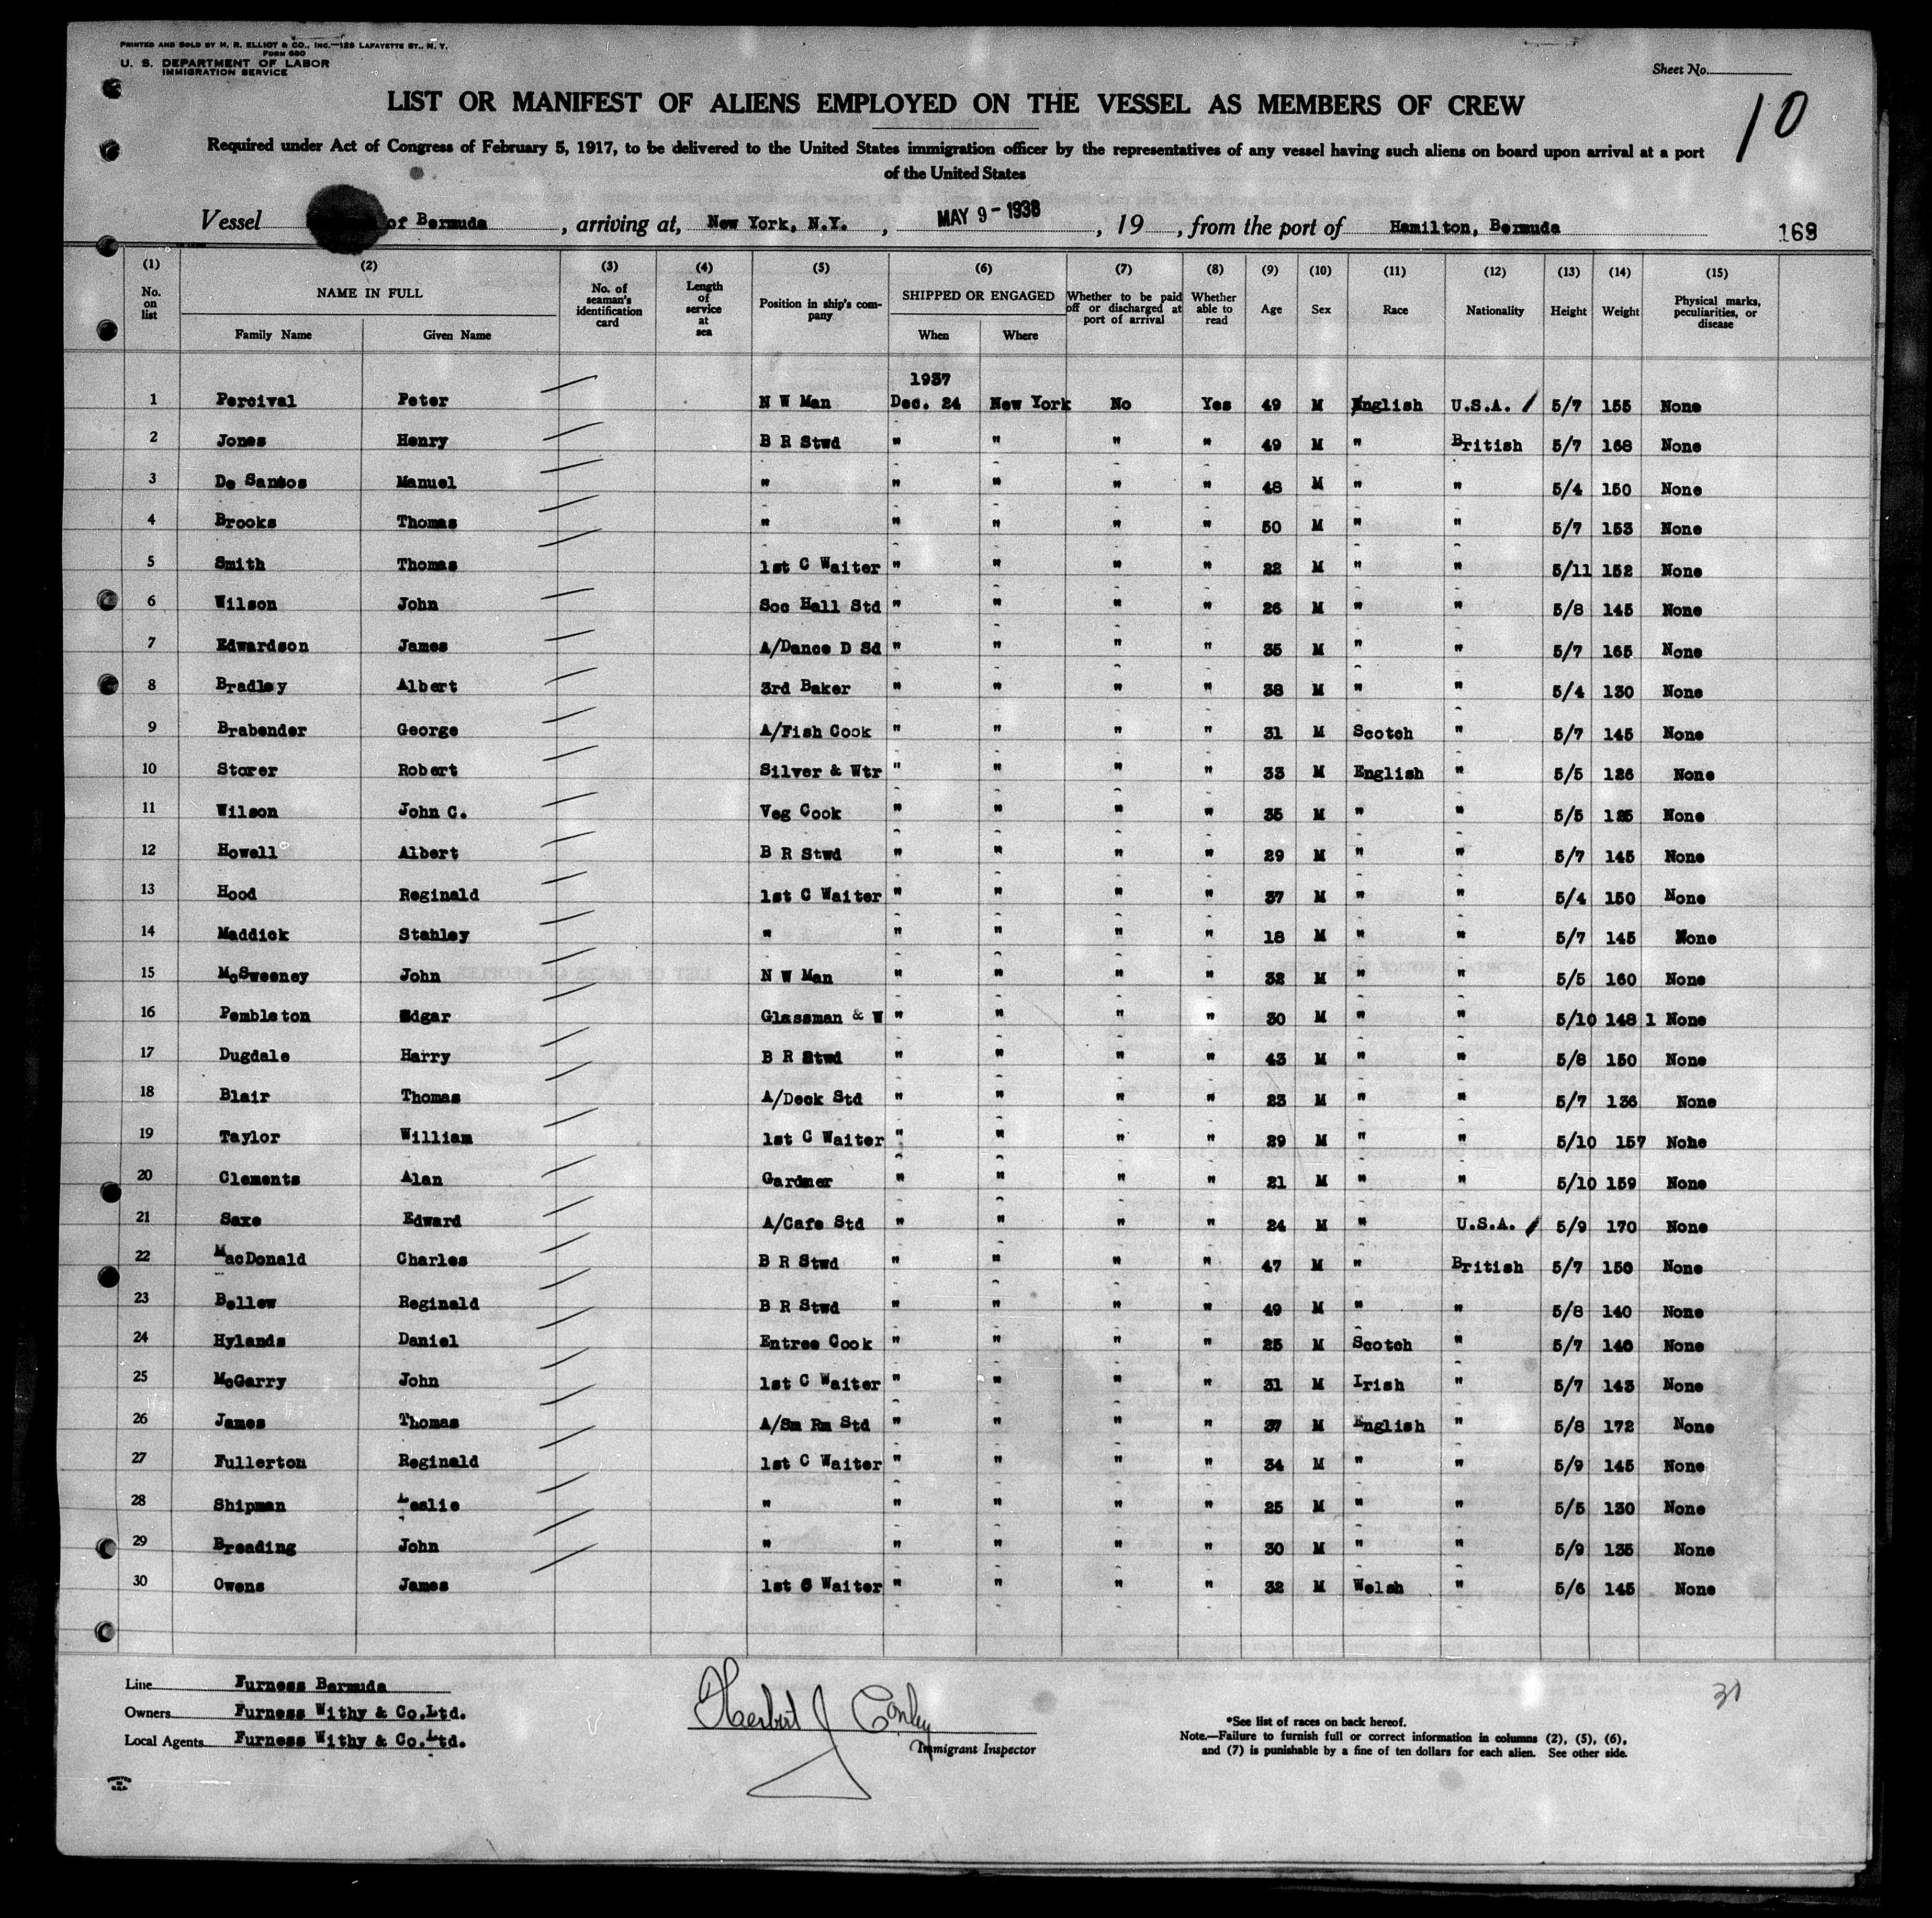 PRINTED AND SOLD BY H. R. ELLIOT & CO., INC.—129 LAFAYETTE ST., N. Y.
FORM 680
U. S. DEPARTMENT OF LABOR
IMMIGRATION SERVICE
Sheet No.
LIST OR MANIFEST OF ALIENS EMPLOYED ON THE VESSEL AS MEMBERS OF CREW
10
Required under Act of Congress of February 5, 1917, to be delivered to the United States immigration officer by the representatives of any vessel having such aliens on board upon arrival at a port
of the United States
Vessel of Bermuda, arriving at, New York, N.Y., MAY 9-1938, 19, from the port of Hamilton, Bermuda
(1) (2) (3) (4) (5) (6) (7) (8) (9) (10) (11) (12) (13) (14) (15)
No. on list NAME IN FULL Family Name Given Name No. of seaman's identification card Length of service at sea Position in ship's company SHIPPED OR ENGAGED When Where Whether to be paid off or discharged at port of arrival Whether able to read Age Sex Race Nationality Height Weight Physical marks, peculiarities, or disease
1937
1 Percival Peter N W Man Dec. 24 New York No Yes 49 M English U.S.A. 5/7 155 None
2 Jones Henry B R Stwd " " " " 49 M " British 5/7 168 None
3 De Santos Manuel " " " " " 48 M " " 5/4 150 None
4 Brooks Thomas " " " " " 50 M " " 5/7 153 None
5 Smith Thomas 1st C Waiter " " " " 22 M " " 5/11 152 None
6 Wilson John Soc Hall Std " " " " 26 M " " 5/8 145 None
7 Edwardson James A/Dance D Sd " " " " 35 M " " 5/7 165 None
8 Bradley Albert 3rd Baker " " " " 38 M " " 5/4 130 None
9 Brabender George A/Fish Cook " " " " 31 M Scotch " 5/7 145 None
10 Storer Robert Silver & Wtr " " " " 33 M English " 5/5 126 None
11 Wilson John C. Veg Cook " " " " 35 M " " 5/5 125 None
12 Howell Albert B R Stwd " " " " 29 M " " 5/7 145 None
13 Hood Reginald 1st C Waiter " " " " 37 M " " 5/4 150 None
14 Maddick Stanley " " " " " 18 M " " 5/7 145 None
15 McSweeney John N W Man " " " " 32 M " " 5/5 160 None
16 Pembleton Edgar Glassman & W " " " " 30 M " " 5/10 148 1 None
17 Dugdale Harry B R Stwd " " " " 43 M " " 5/8 150 None
18 Blair Thomas A/Deck Std " " " " 23 M " " 5/7 136 None
19 Taylor William 1st C Waiter " " " " 29 M " " 5/10 157 None
20 Clements Alan Gardner " " " " 21 M " " 5/10 159 None
21 Saxe Edward A/Cafe Std " " " " 24 M " U.S.A. 5/9 170 None
22 MacDonald Charles B R Stwd " " " " 47 M " British 5/7 150 None
23 Bellew Reginald B R Stwd " " " " 49 M " " 5/8 140 None
24 Hylands Daniel Entree Cook " " " " 25 M Scotch " 5/7 140 None
25 McGarry John 1st C Waiter " " " " 31 M Irish " 5/7 143 None
26 James Thomas A/Sm Rm Std " " " " 37 M English " 5/8 172 None
27 Fullerton Reginald 1st C Waiter " " " " 34 M " " 5/9 145 None
28 Shipman Leslie " " " " " 25 M " " 5/5 130 None
29 Breading John " " " " " 30 M " " 5/9 135 None
30 Owens James 1st C Waiter " " " " 32 M Welsh " 5/6 145 None
Line Furness Bermuda
Owners Furness Withy & Co.Ltd.
Local Agents Furness Withy & Co.Ltd.
Herbert J Conley
Immigrant Inspector
*See list of races on back hereof.
Note.—Failure to furnish full or correct information in columns (2), (5), (6),
and (7) is punishable by a fine of ten dollars for each alien. See other side.
PRINTED IN U.S.A.